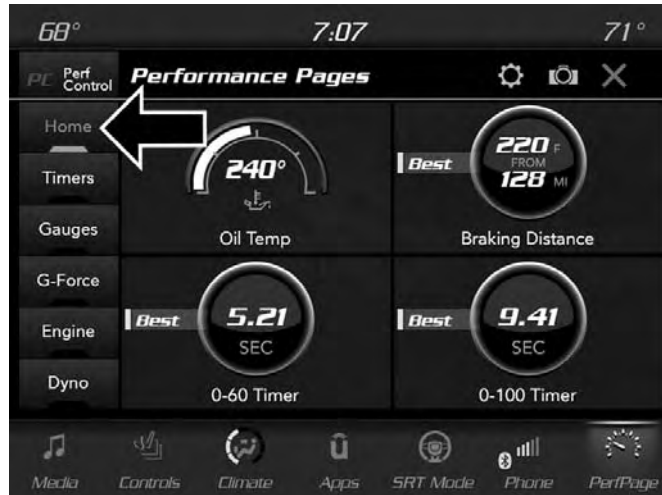 68° 7:07 71°
PC Perf Control Performance Pages
Home
Timers
Gauges
G-Force
Engine
Dyno
240°
Oil Temp
Best 220 F
FROM
128 MI
Braking Distance
Best 5.21
SEC
0-60 Timer
Best 9.41
SEC
0-100 Timer
Media Controls Climate Apps SRT Mode Phone PerfPage